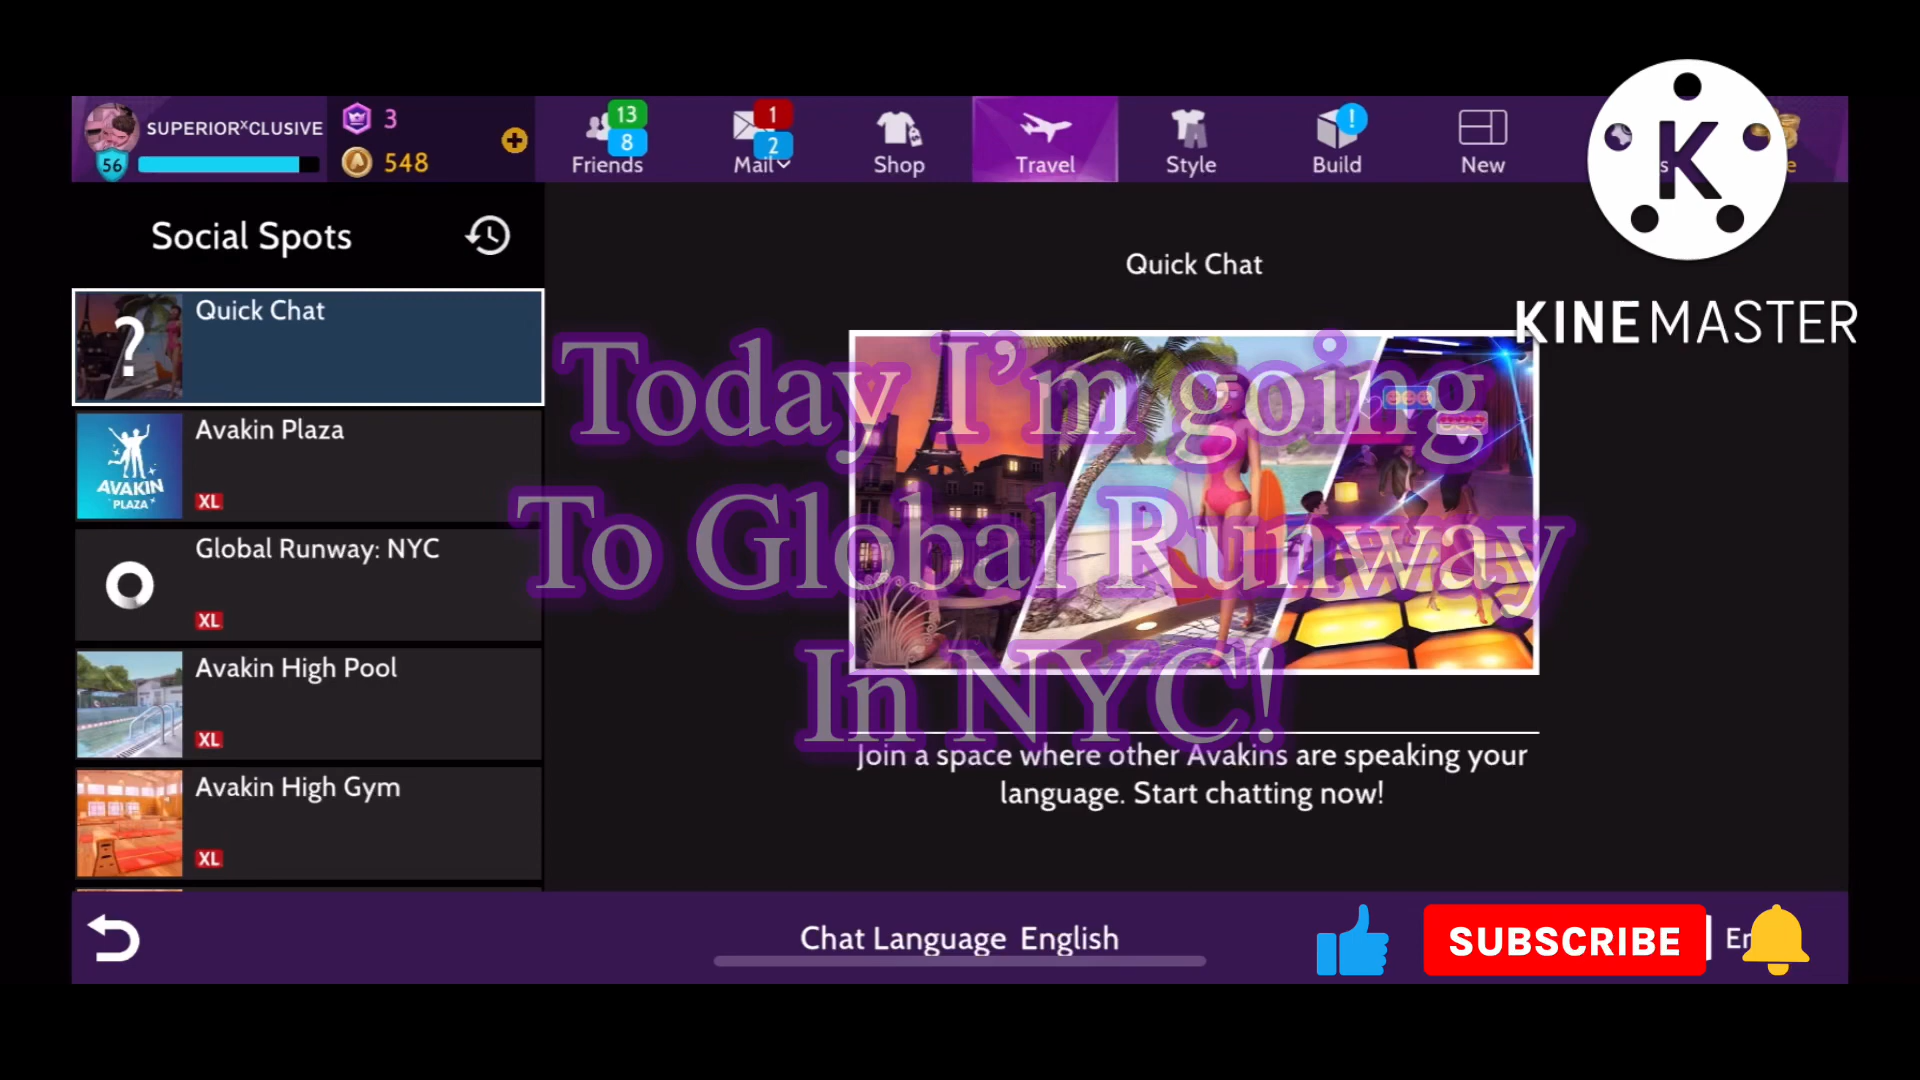 SUPERIORˣCLUSIVE
56
3
548
13
8
Friends
1
2
Mail
Shop
Travel
Style
!
Build
New
K
s
e
KINEMASTER
Social Spots
Quick Chat
?
Avakin Plaza
AVAKIN
PLAZA
XL
Global Runway: NYC
XL
Avakin High Pool
XL
Avakin High Gym
XL
Quick Chat
Today I'm going
To Global Runway
In NYC!
Join a space where other Avakins are speaking your
language. Start chatting now!
Chat Language English
SUBSCRIBE